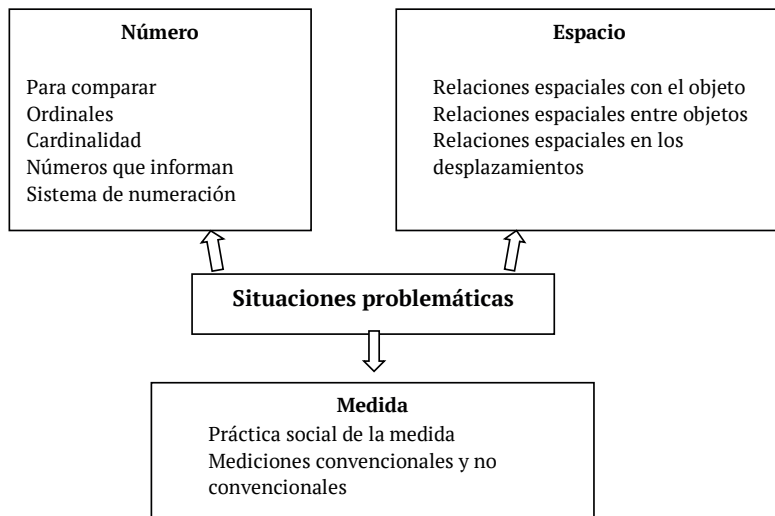 Número
Para comparar
Ordinales
Cardinalidad
Números que informan
Sistema de numeración
Espacio
Relaciones espaciales con el objeto
Relaciones espaciales entre objetos
Relaciones espaciales en los
desplazamientos
Situaciones problemáticas
Medida
Práctica social de la medida
Mediciones convencionales y no
convencionales